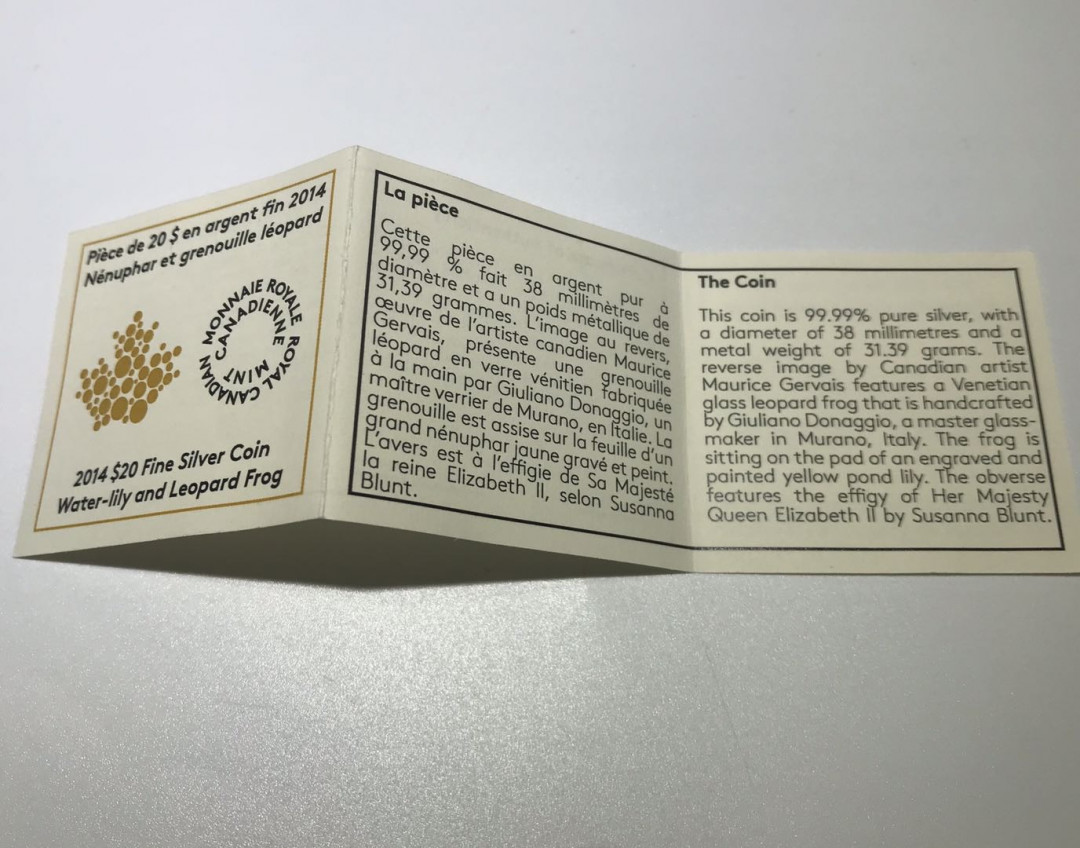 Pièce de 20 $ en argent fin 2014
Nénuphar et grenouille léopard
MONNAIE ROYALE CANADIENNE
ROYAL CANADIAN MINT
2014 $20 Fine Silver Coin
Water-lily and Leopard Frog
La pièce
Cette pièce en argent pur à
99,99 % fait 38 millimètres de
diamètre et a un poids métallique de
31,39 grammes. L'image au revers,
œuvre de l'artiste canadien Maurice
Gervais, présente une grenouille
léopard en verre vénitien fabriquée
à la main par Giuliano Donaggio, un
maître verrier de Murano, en Italie. La
grenouille est assise sur la feuille d'un
grand nénuphar jaune gravé et peint.
L'avers est à l'effigie de Sa Majesté
la reine Elizabeth II, selon Susanna
Blunt.
The Coin
This coin is 99.99% pure silver, with
a diameter of 38 millimetres and a
metal weight of 31.39 grams. The
reverse image by Canadian artist
Maurice Gervais features a Venetian
glass leopard frog that is handcrafted
by Giuliano Donaggio, a master glass-
maker in Murano, Italy. The frog is
sitting on the pad of an engraved and
painted yellow pond lily. The obverse
features the effigy of Her Majesty
Queen Elizabeth II by Susanna Blunt.